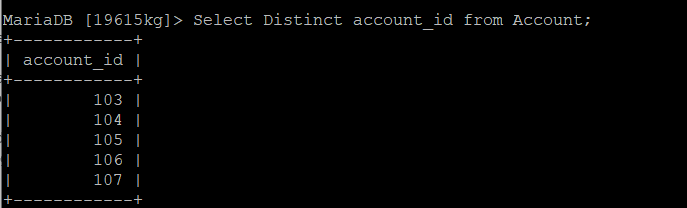 MariaDB [19615kg]> Select Distinct account_id from Account;
+------------+
| account_id |
+------------+
|        103 |
|        104 |
|        105 |
|        106 |
|        107 |
+------------+